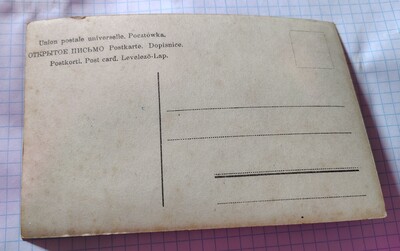 Union postale universelle. Pocztówka.
ОТКРЫТОЕ ПИСЬМО Postkarte. Dopisnice.
Postkorti. Post card. Levelező-Lap.